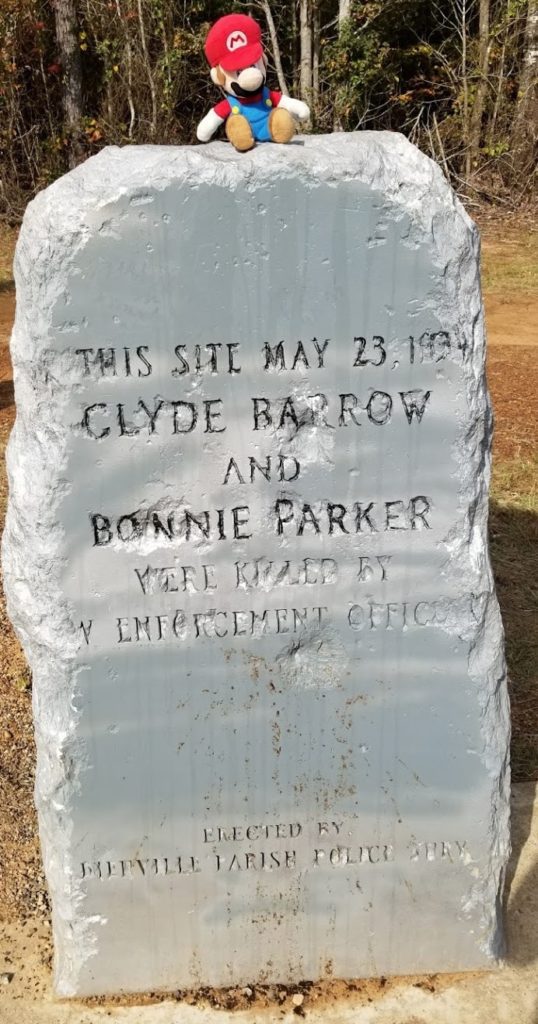 M
THIS SITE MAY 23, 1934
CLYDE BARROW
AND
BONNIE PARKER
WERE KILLED BY
W ENFORCEMENT OFFICE
ERECTED BY
BIENVILLE PARISH POLICE JURY